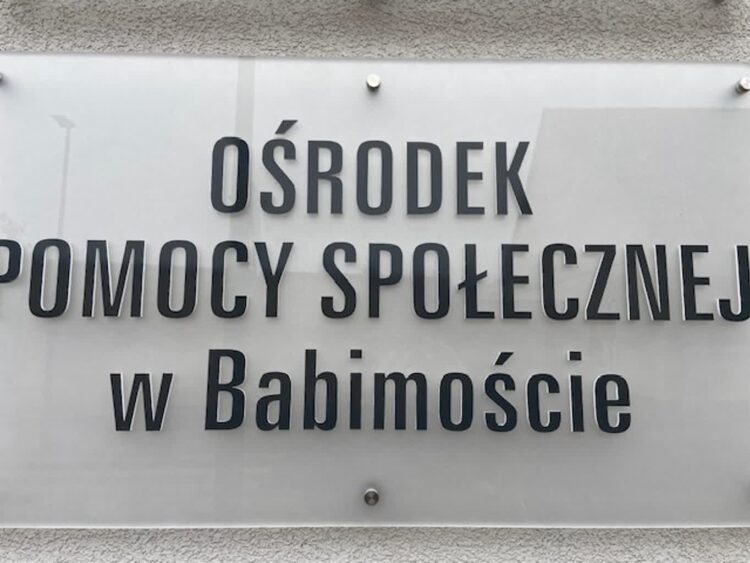 OŚRODEK
POMOCY SPOŁECZNEJ
w Babimoście